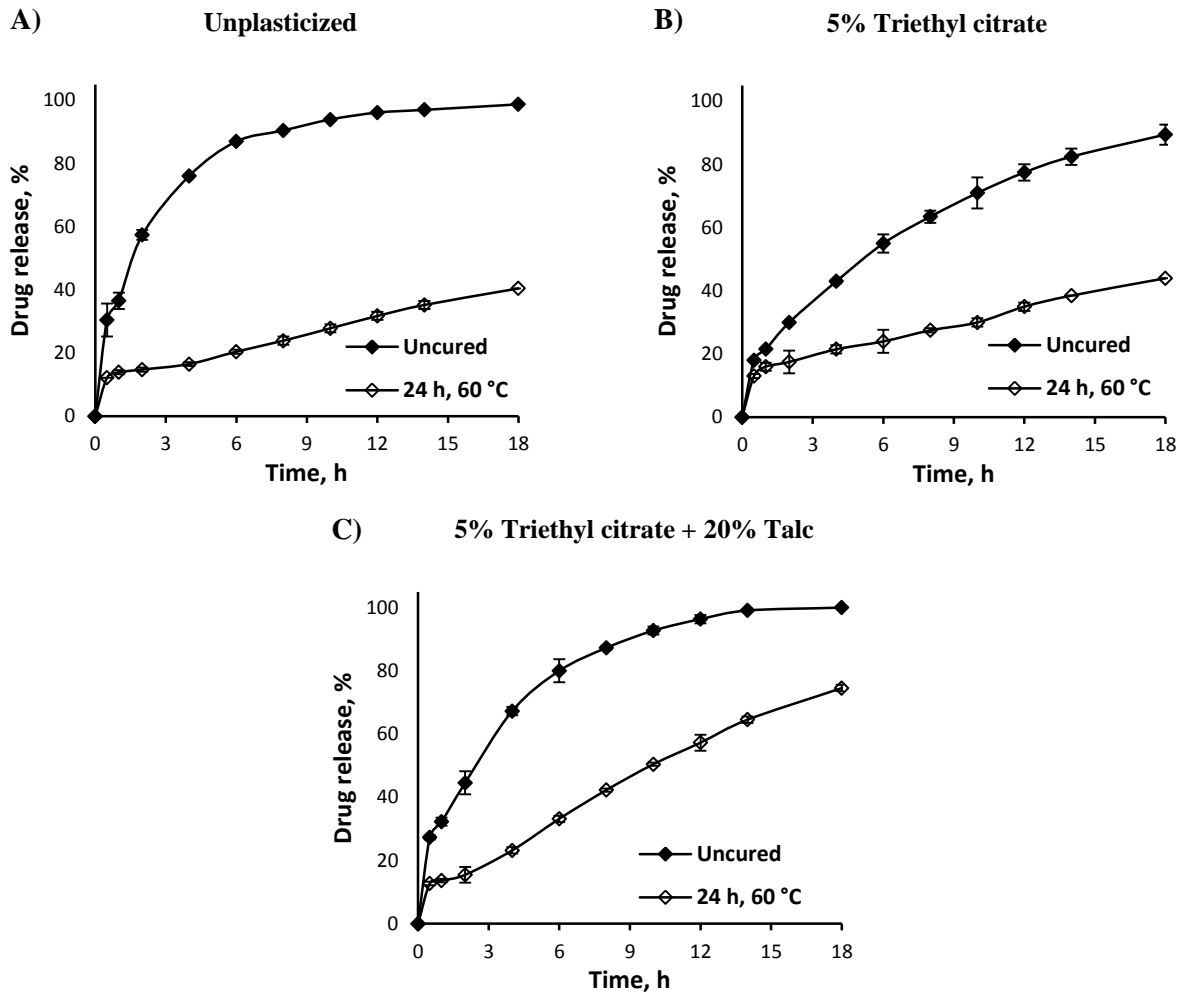 A)
Unplasticized
100
80
60
40
20
0
Drug release, %
Uncured
24 h, 60 °C
0 3 6 9 12 15 18
Time, h
B)
5% Triethyl citrate
100
80
60
40
20
0
Drug release, %
Uncured
24 h, 60 °C
0 3 6 9 12 15 18
Time, h
C)
5% Triethyl citrate + 20% Talc
100
80
60
40
20
0
Drug release, %
Uncured
24 h, 60 °C
0 3 6 9 12 15 18
Time, h